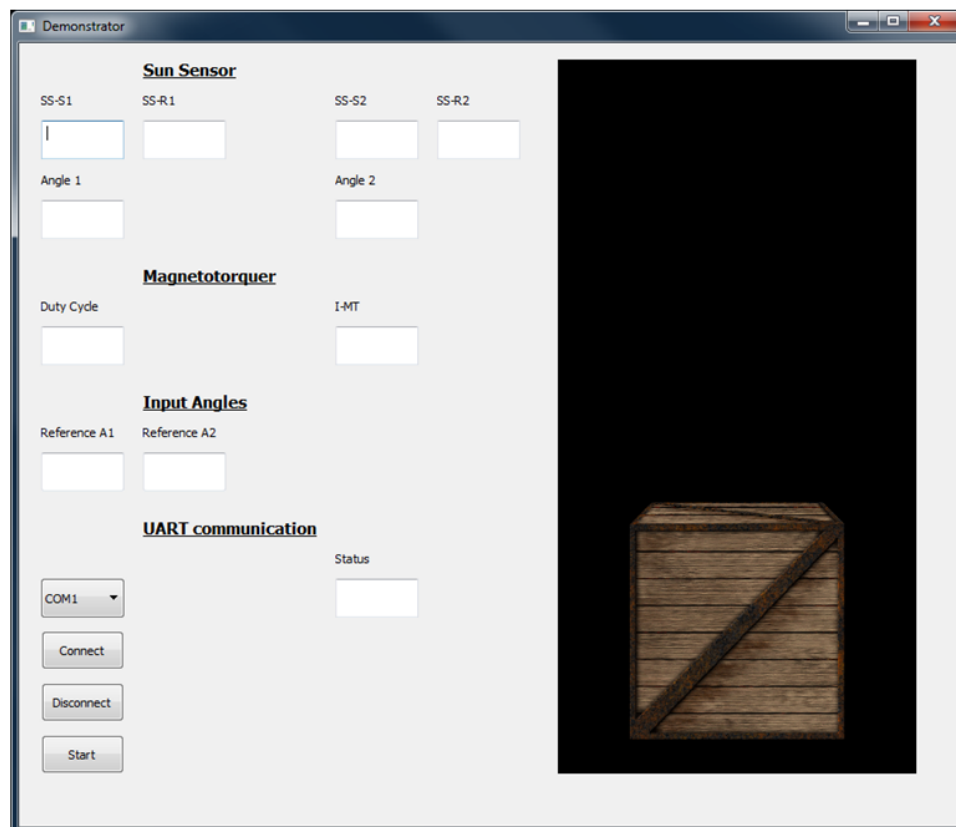 Demonstrator
Sun Sensor
SS-S1 SS-R1 SS-S2 SS-R2
Angle 1 Angle 2
Magnetotorquer
Duty Cycle I-MT
Input Angles
Reference A1 Reference A2
UART communication
Status
COM1
Connect
Disconnect
Start